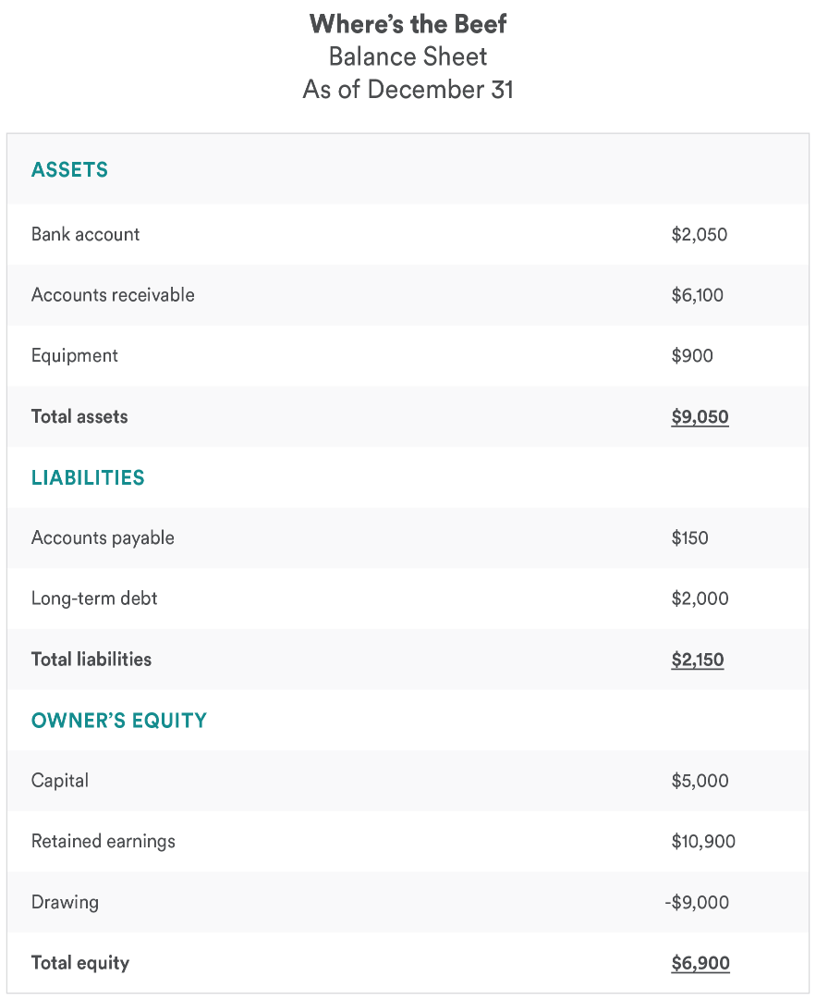 Where’s the Beef
Balance Sheet
As of December 31
ASSETS
Bank account $2,050
Accounts receivable $6,100
Equipment $900
Total assets $9,050
LIABILITIES
Accounts payable $150
Long-term debt $2,000
Total liabilities $2,150
OWNER’S EQUITY
Capital $5,000
Retained earnings $10,900
Drawing -$9,000
Total equity $6,900